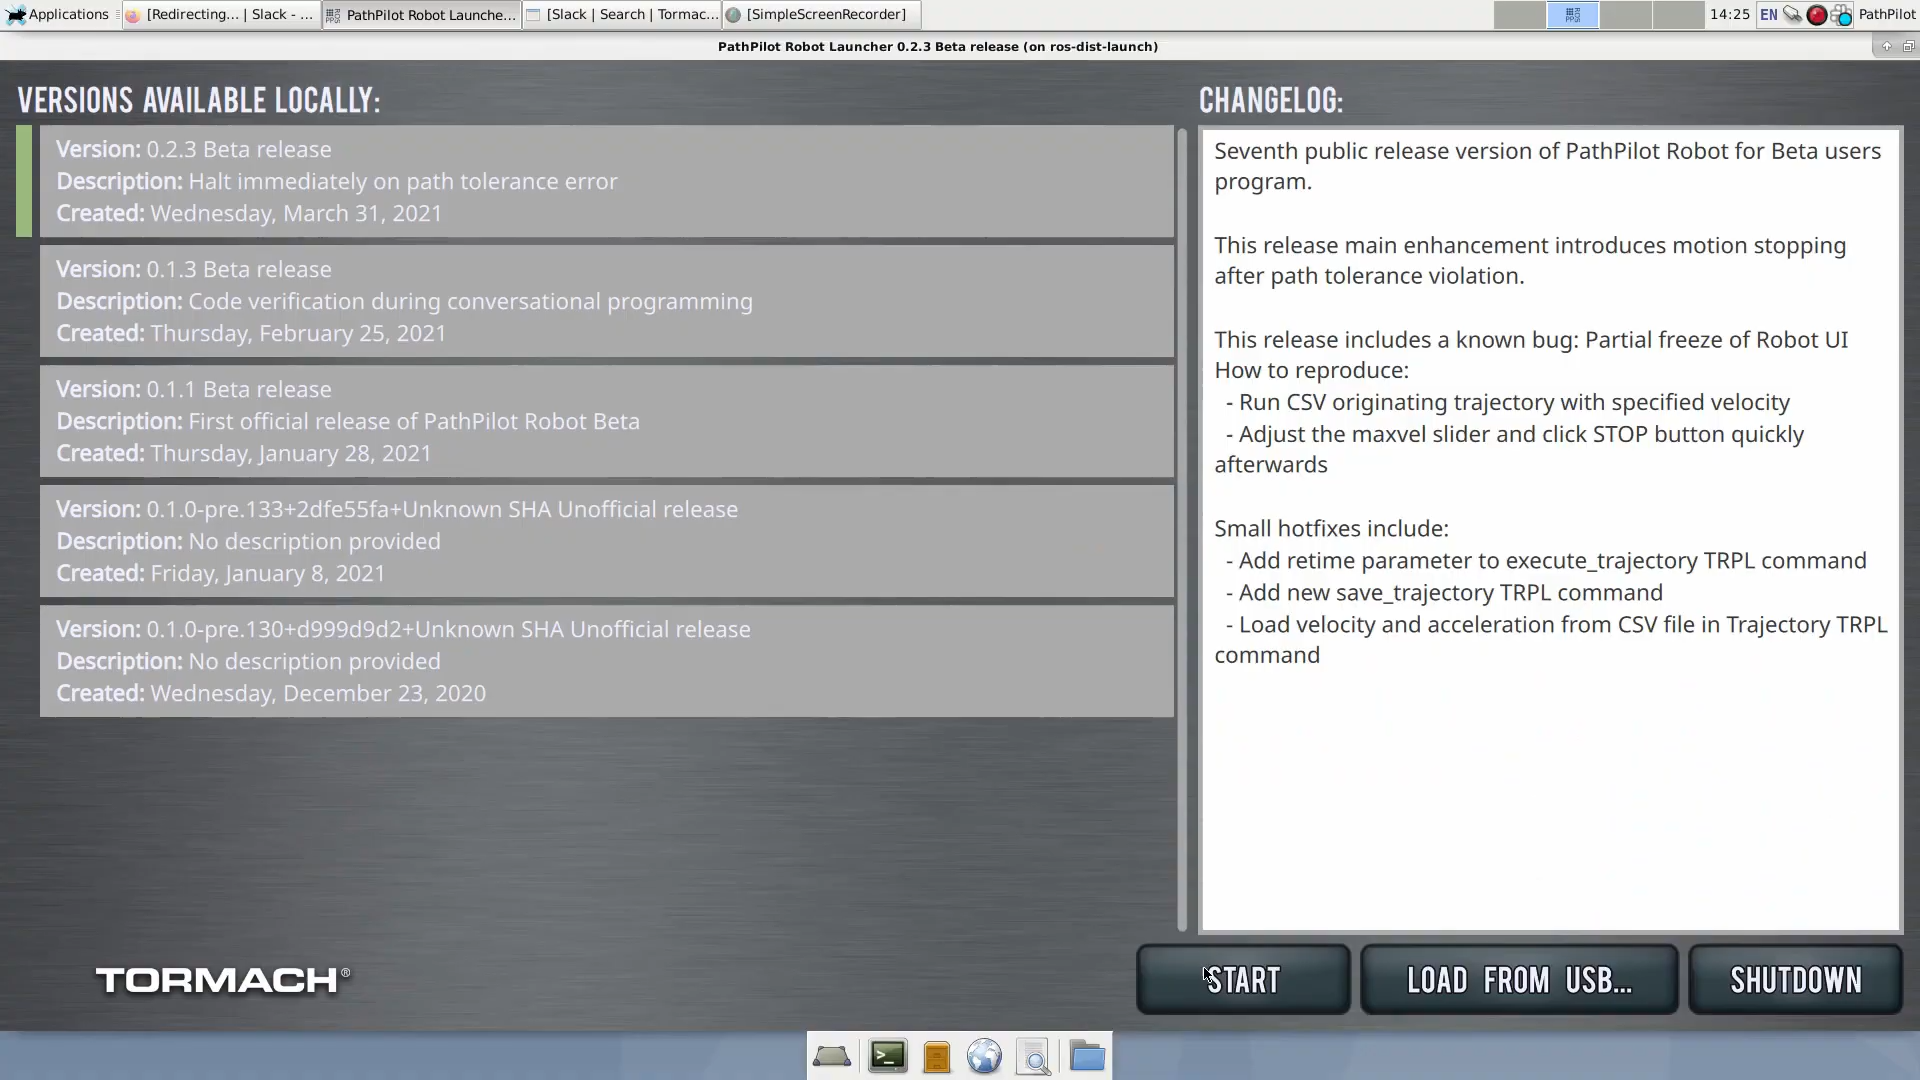 Applications
[Redirecting... | Slack - ...
PathPilot Robot Launche...
[Slack | Search | Tormac...
[SimpleScreenRecorder]
14:25
EN
PathPilot
PathPilot Robot Launcher 0.2.3 Beta release (on ros-dist-launch)
VERSIONS AVAILABLE LOCALLY:
Version: 0.2.3 Beta release
Description: Halt immediately on path tolerance error
Created: Wednesday, March 31, 2021
Version: 0.1.3 Beta release
Description: Code verification during conversational programming
Created: Thursday, February 25, 2021
Version: 0.1.1 Beta release
Description: First official release of PathPilot Robot Beta
Created: Thursday, January 28, 2021
Version: 0.1.0-pre.133+2dfe55fa+Unknown SHA Unofficial release
Description: No description provided
Created: Friday, January 8, 2021
Version: 0.1.0-pre.130+d999d9d2+Unknown SHA Unofficial release
Description: No description provided
Created: Wednesday, December 23, 2020
CHANGELOG:
Seventh public release version of PathPilot Robot for Beta users
program.
This release main enhancement introduces motion stopping
after path tolerance violation.
This release includes a known bug: Partial freeze of Robot UI
How to reproduce:
- Run CSV originating trajectory with specified velocity
- Adjust the maxvel slider and click STOP button quickly
afterwards
Small hotfixes include:
- Add retime parameter to execute_trajectory TRPL command
- Add new save_trajectory TRPL command
- Load velocity and acceleration from CSV file in Trajectory TRPL
command
TORMACH®
START
LOAD FROM USB...
SHUTDOWN